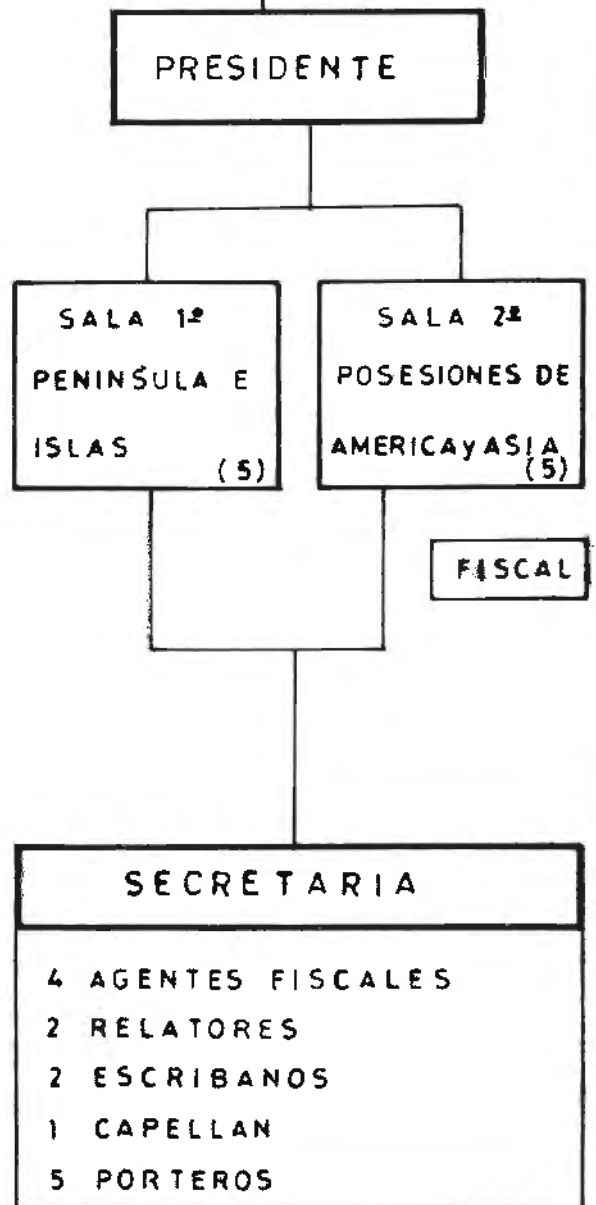 PRESIDENTE
SALA 1ª
PENINSULA E
ISLAS
(5)
SALA 2ª
POSESIONES DE
AMERICA y ASIA
(5)
FISCAL
SECRETARIA
4 AGENTES FISCALES
2 RELATORES
2 ESCRIBANOS
1 CAPELLAN
5 PORTEROS